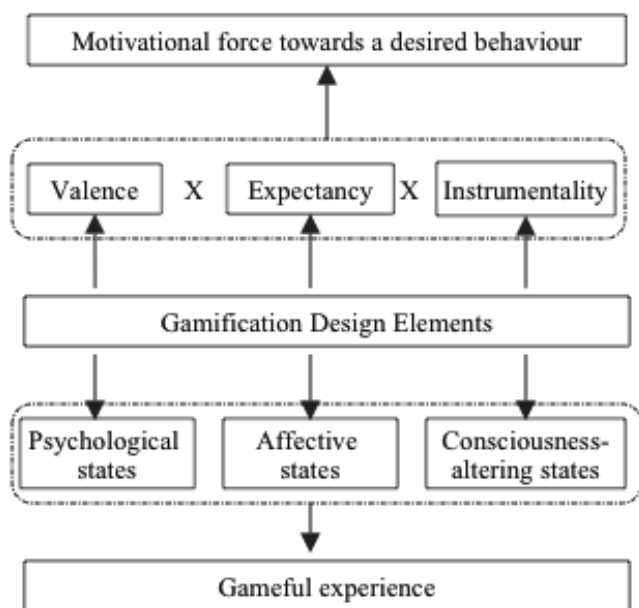 Motivational force towards a desired behaviour
Valence X Expectancy X Instrumentality
Gamification Design Elements
Psychological states
Affective states
Consciousness-altering states
Gameful experience